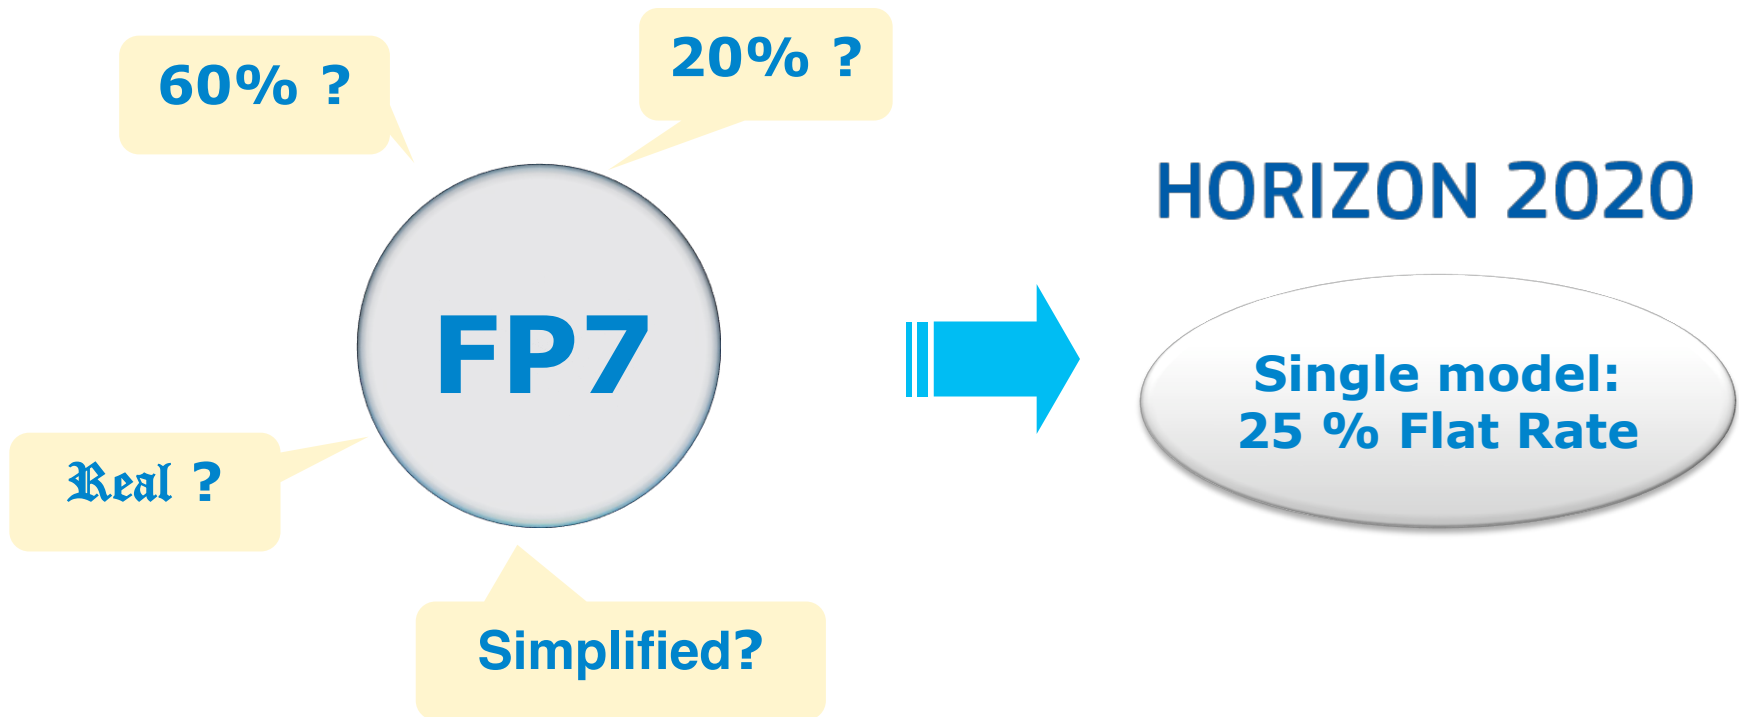 60% ?
20% ?
FP7
Real ?
Simplified?
HORIZON 2020
Single model:
25 % Flat Rate